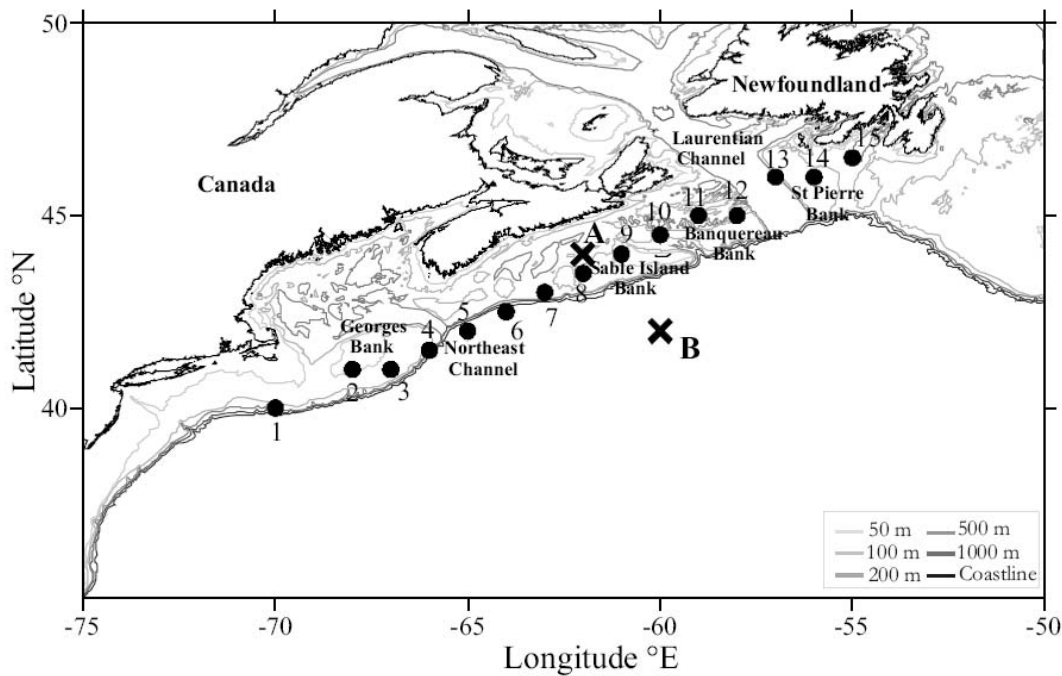 50
Newfoundland
Laurentian
Channel
15
13
14
Canada
St Pierre
Bank
11
12
45
10
Banquereau
Bank
A
9
Sable Island
Bank
8
7
Georges
Bank
4
5
6
Northeast
Channel
B
2
3
40
1
50 m
500 m
100 m
1000 m
200 m
Coastline
-75
-70
-65
-60
-55
-50
Latitude °N
Longitude °E